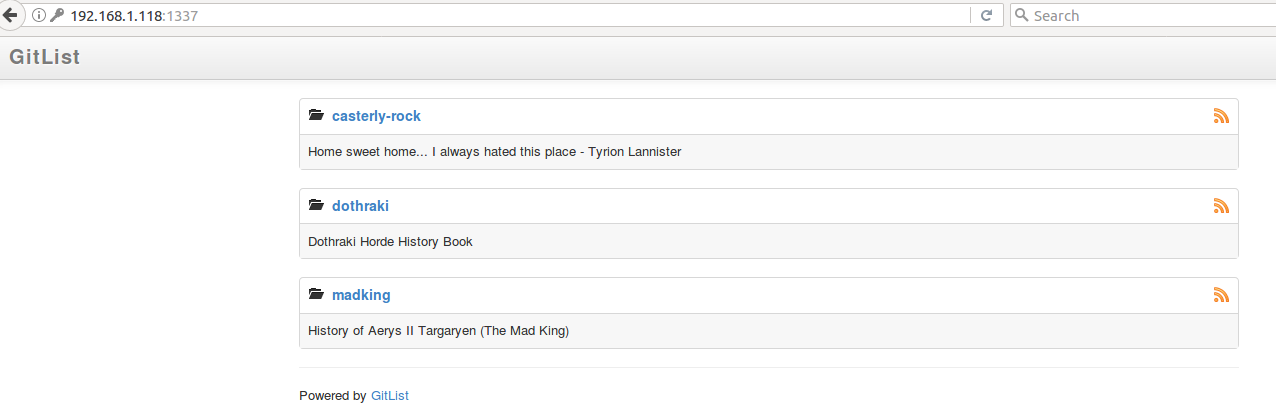 192.168.1.118:1337
Search
GitList
casterly-rock
Home sweet home... I always hated this place - Tyrion Lannister
dothraki
Dothraki Horde History Book
madking
History of Aerys II Targaryen (The Mad King)
Powered by GitList